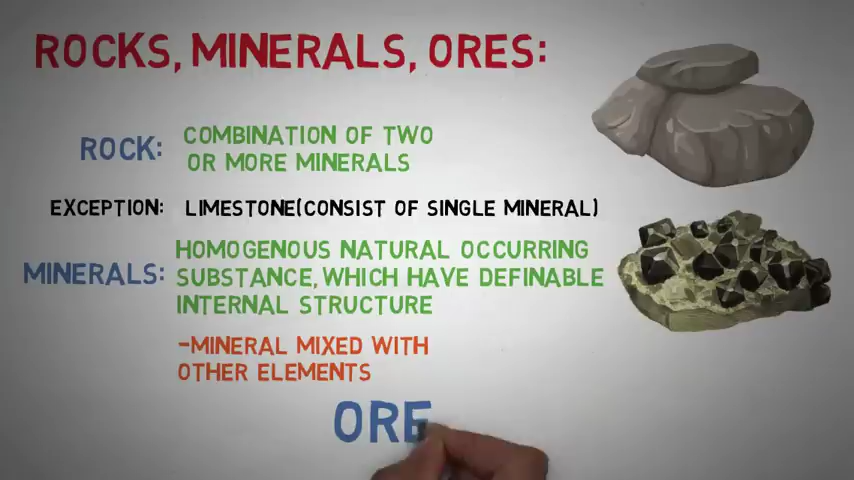 ROCKS, MINERALS, ORES:
ROCK: COMBINATION OF TWO
OR MORE MINERALS
EXCEPTION: LIMESTONE(CONSIST OF SINGLE MINERAL)
HOMOGENOUS NATURAL OCCURRING
MINERALS: SUBSTANCE, WHICH HAVE DEFINABLE
INTERNAL STRUCTURE
-MINERAL MIXED WITH
OTHER ELEMENTS
ORE